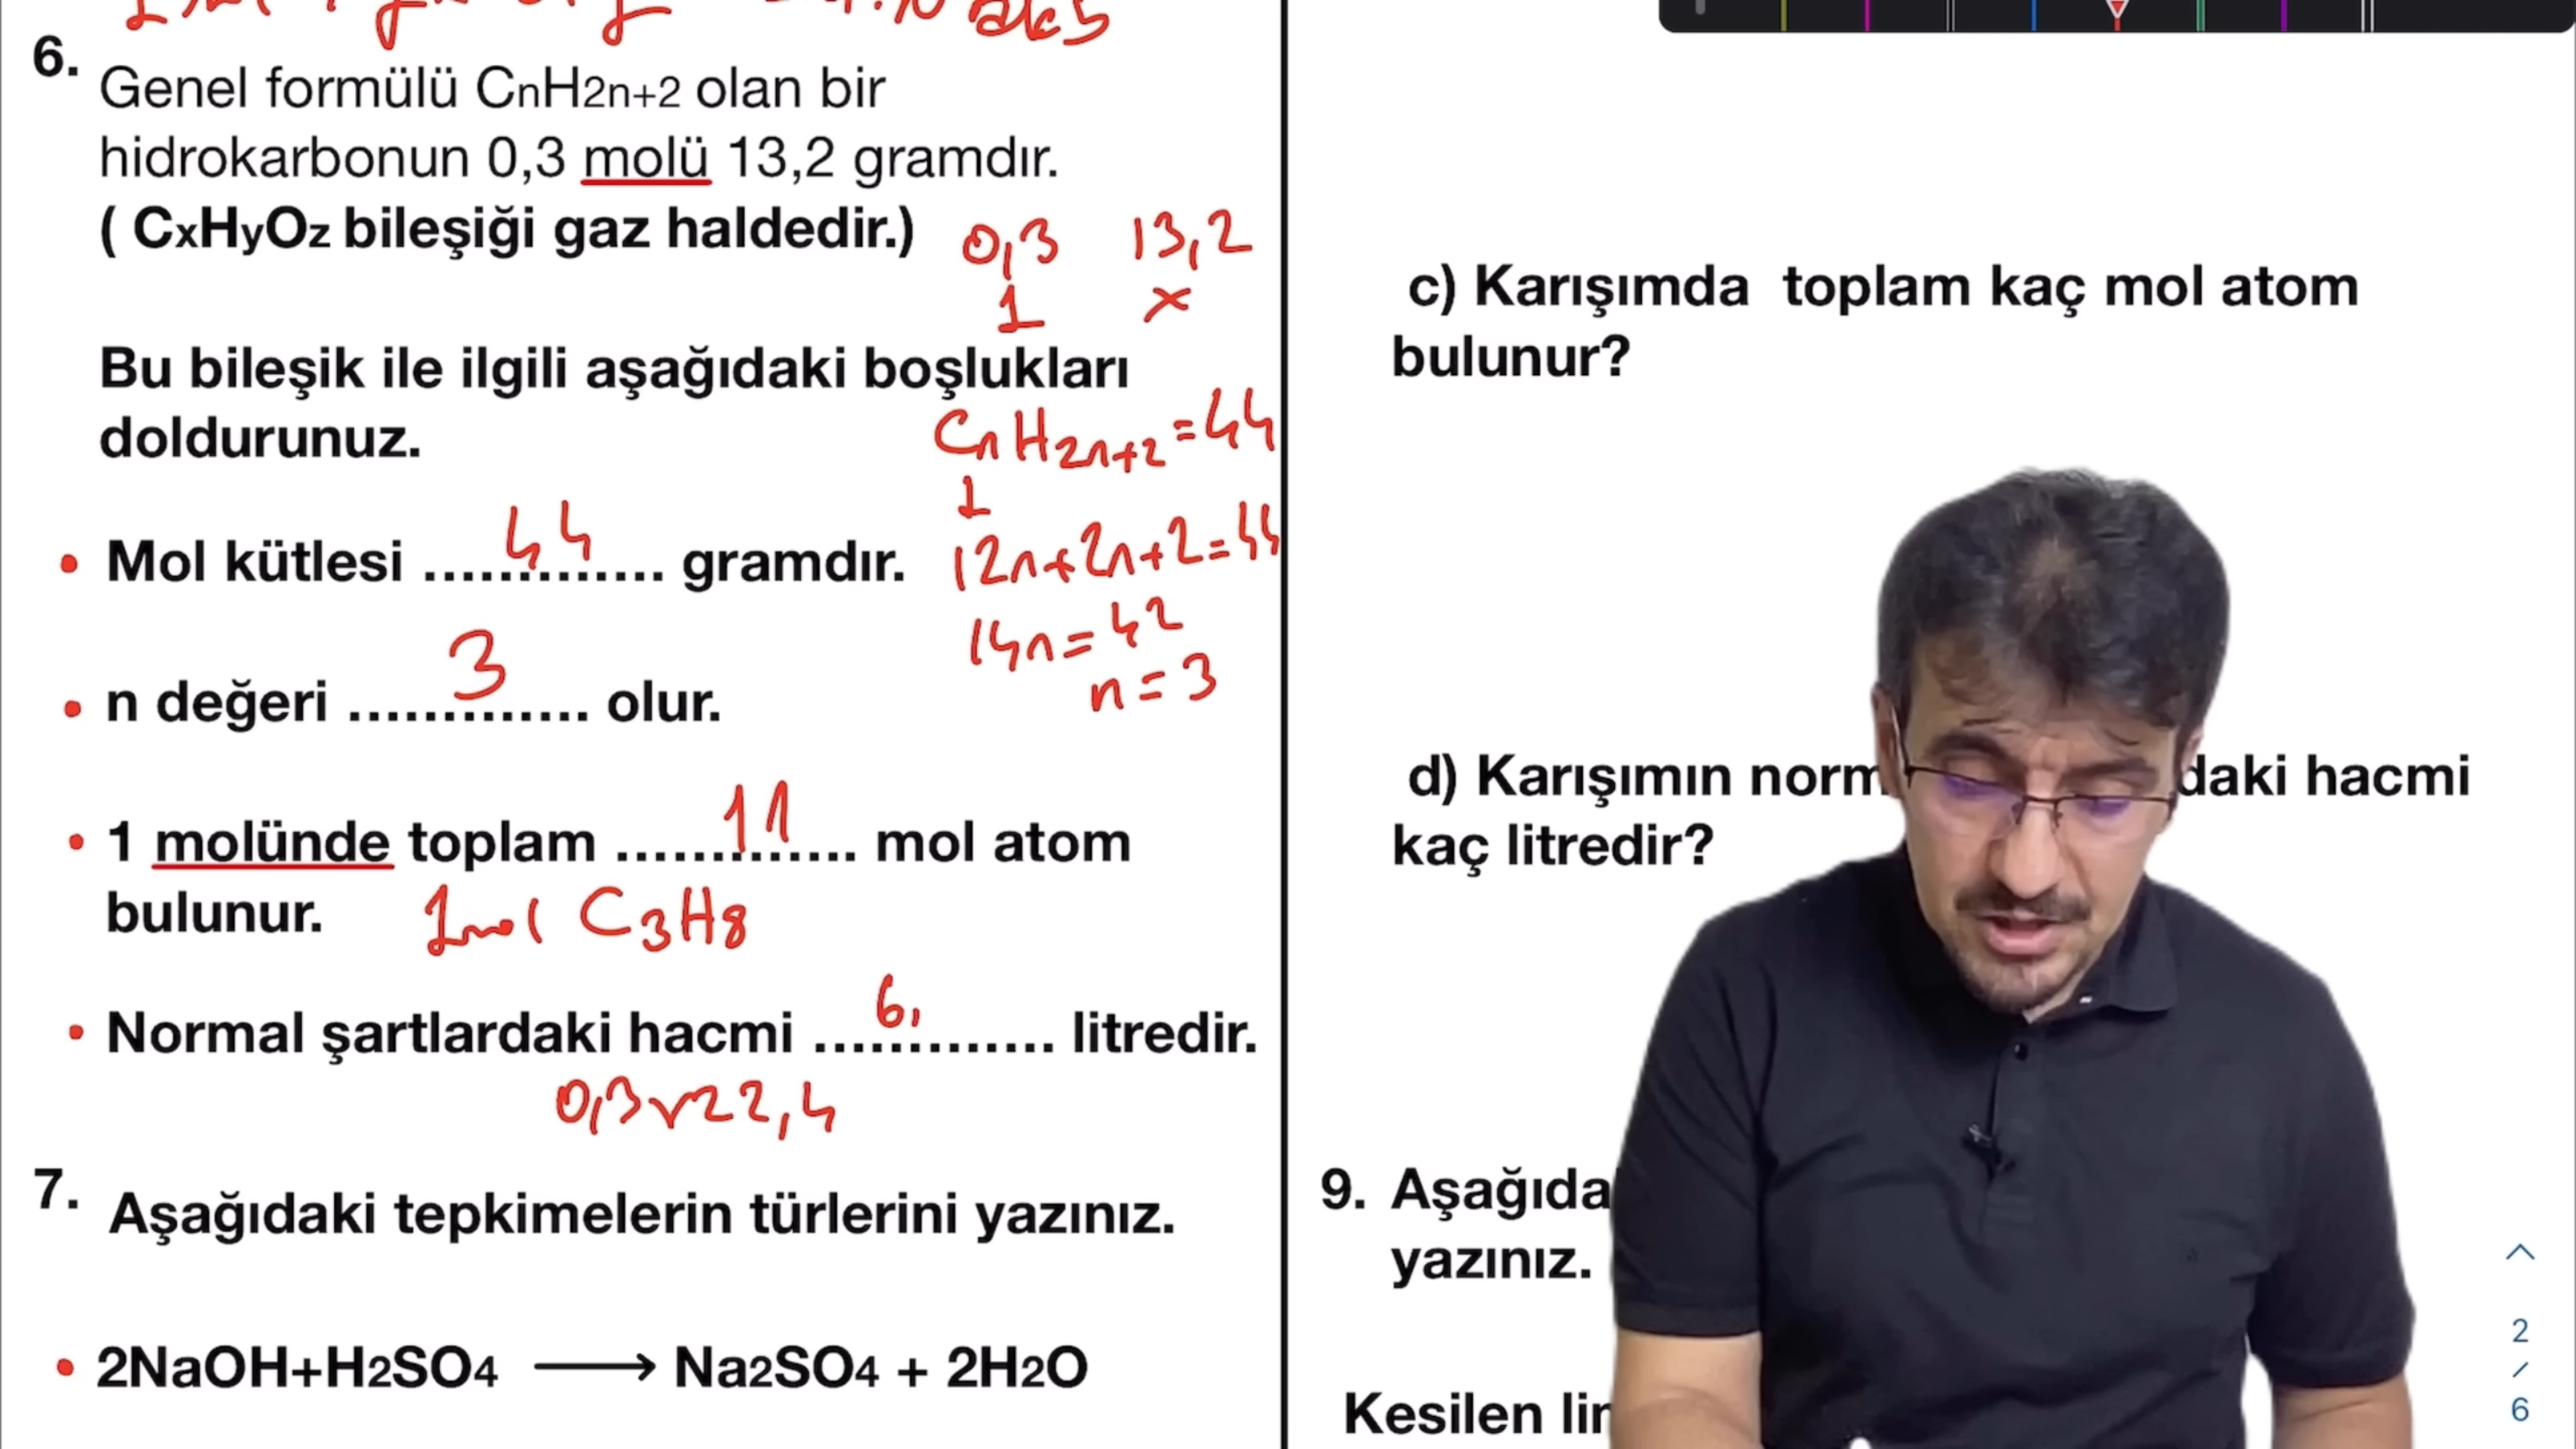 6.
Genel formülü CnH2n+2 olan bir
hidrokarbonun 0,3 molü 13,2 gramdır.
( CxHyOz bileşiği gaz haldedir.)
0,3 13,2
1 x
Bu bileşik ile ilgili aşağıdaki boşlukları
doldurunuz.
CnH2n+2=44
1
12n+2n+2=44
14n=42
n=3
• Mol kütlesi ....44.... gramdır.
• n değeri ....3.... olur.
• 1 molünde toplam ....11.... mol atom
bulunur.
1mol C3H8
• Normal şartlardaki hacmi ....6,.... litredir.
0,3x22,4
7. Aşağıdaki tepkimelerin türlerini yazınız.
• 2NaOH+H2SO4 ⟶ Na2SO4 + 2H2O
c) Karışımda toplam kaç mol atom
bulunur?
d) Karışımın norm daki hacmi
kaç litredir?
9. Aşağıda
yazınız.
Kesilen
2
/
6